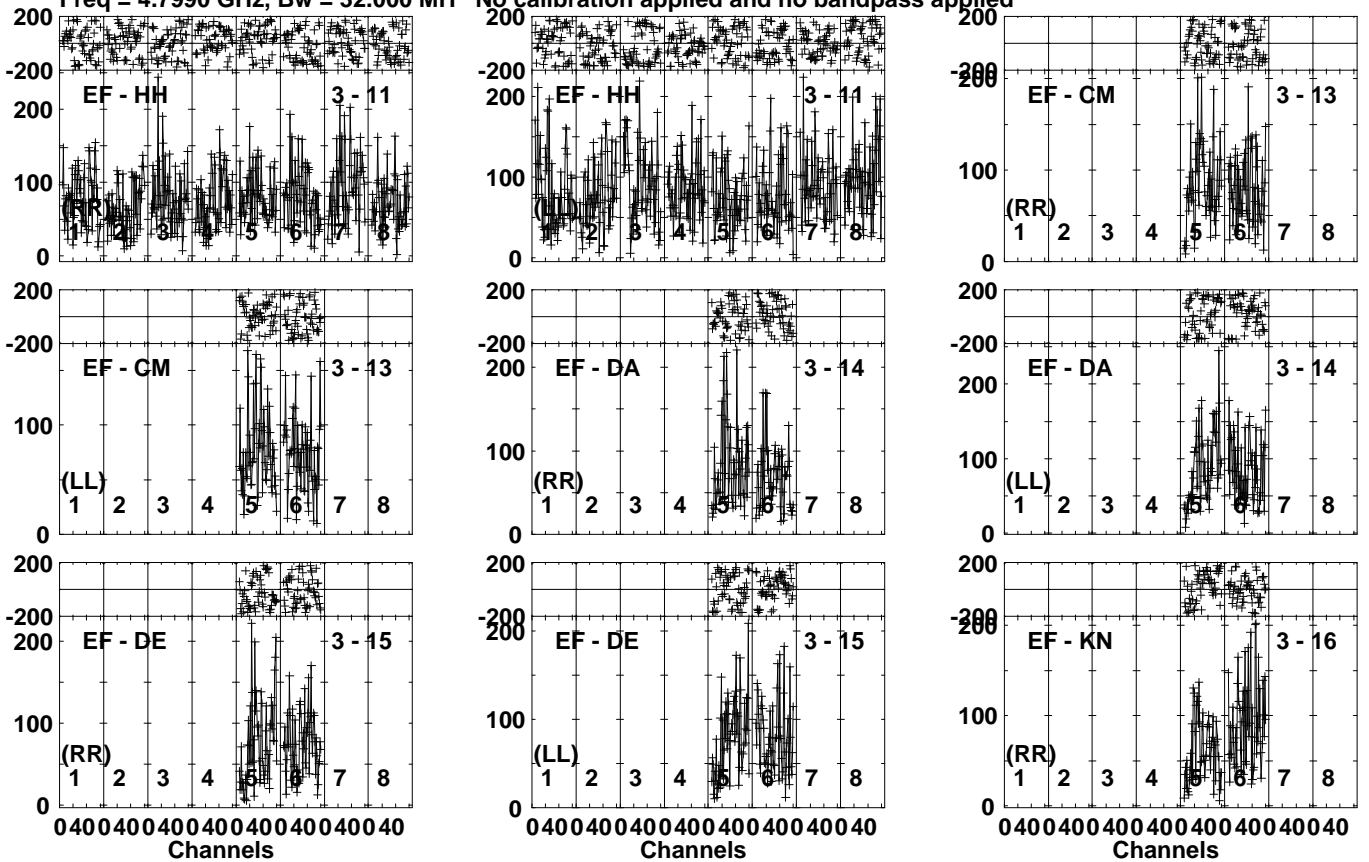 Freq = 4.7990 GHz, Bw = 32.000 MH No calibration applied and no bandpass applied
200 200 200
-200 -200 -200
200 EF - HH 3 - 11 200 EF - HH 3 - 11 200 EF - CM 3 - 13
100 100 100
(RR) (LL) (RR)
1 2 3 4 5 6 7 8 1 2 3 4 5 6 7 8 1 2 3 4 5 6 7 8
0 0 0
200 200 200
-200 -200 -200
EF - CM 3 - 13 200 EF - DA 3 - 14 200 EF - DA 3 - 14
100 100 100
(LL) (RR) (LL)
1 2 3 4 5 6 7 8 1 2 3 4 5 6 7 8 1 2 3 4 5 6 7 8
0 0 0
200 200 200
-200 -200 -200
200 EF - DE 3 - 15 200 EF - DE 3 - 15 200 EF - KN 3 - 16
100 100 100
(RR) (LL) (RR)
1 2 3 4 5 6 7 8 1 2 3 4 5 6 7 8 1 2 3 4 5 6 7 8
0 0 0
0 40 0 40 0 40 0 40 0 40 0 40 0 40 0 40 0 40 0 40 0 40 0 40 0 40 0 40 0 40 0 40 0 40 0 40 0 40 0 40 0 40 0 40 0 40 0 40
Channels Channels Channels